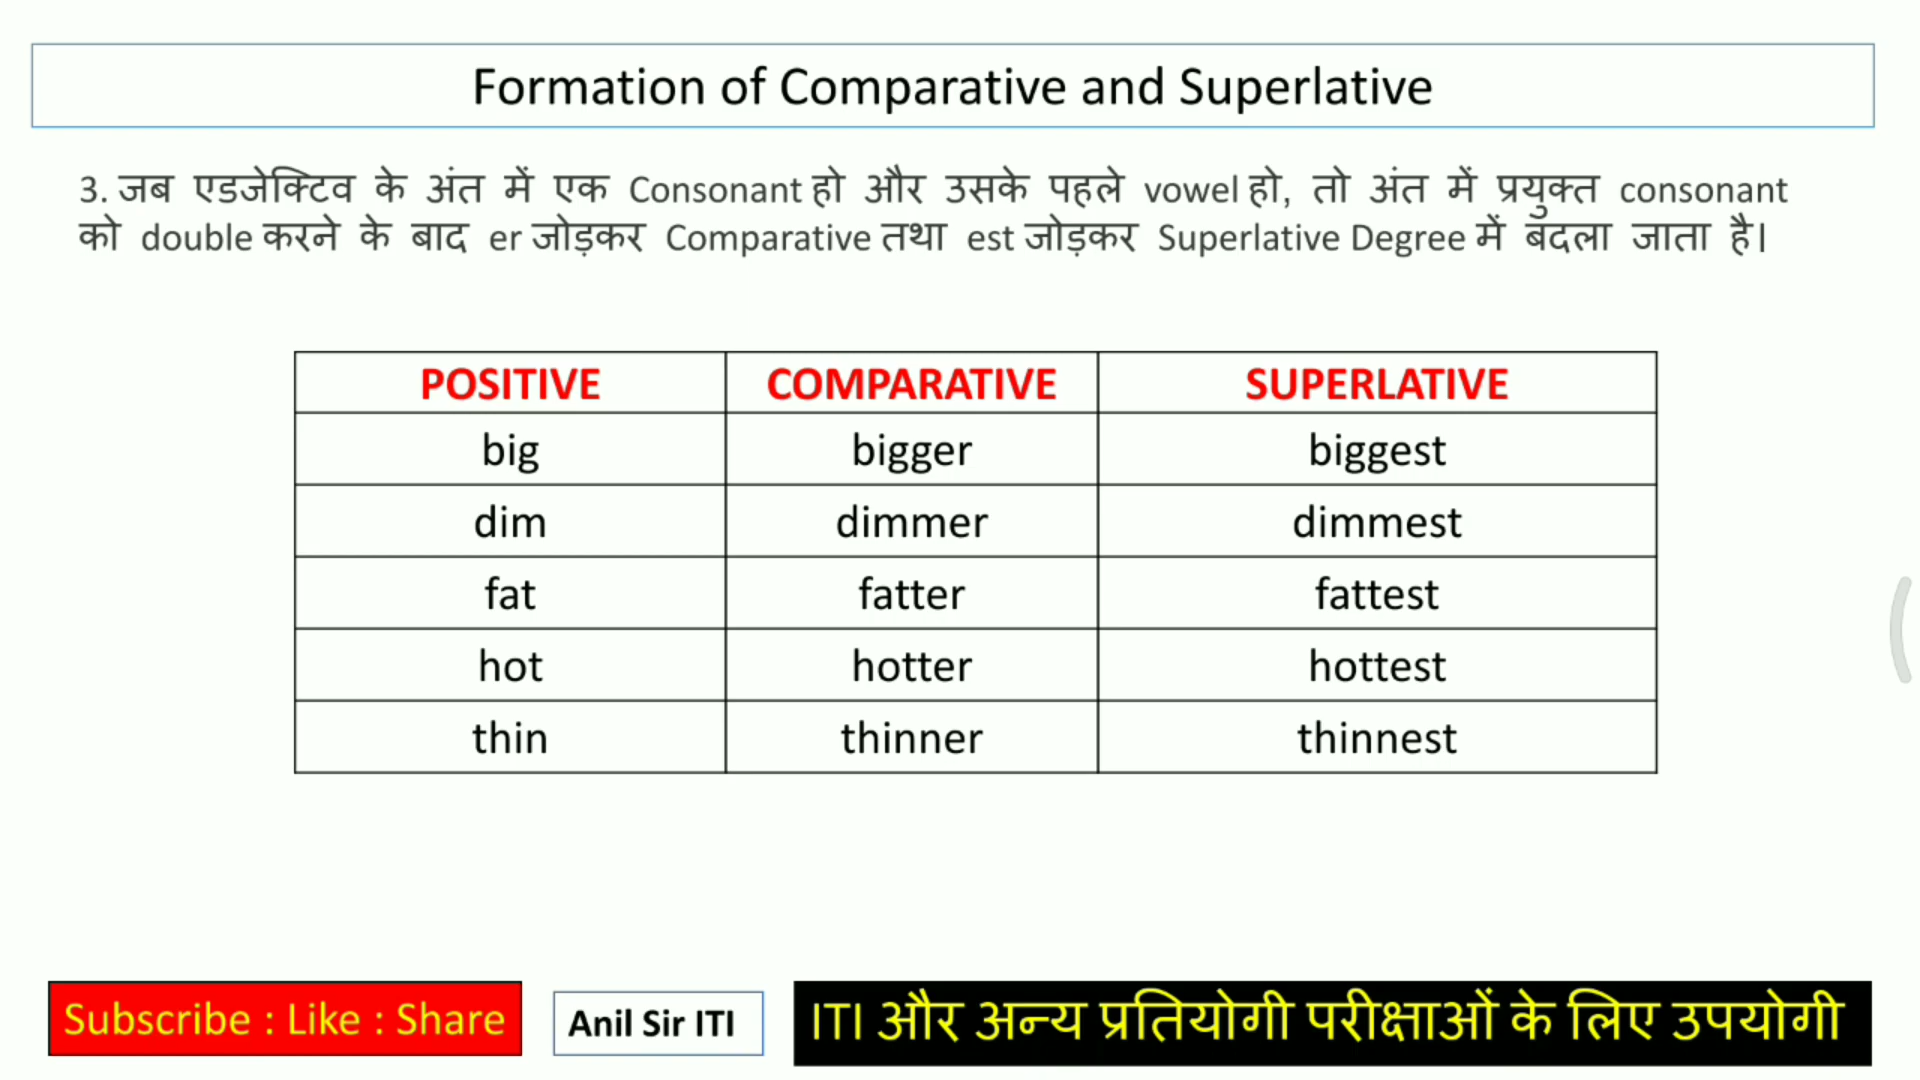 Formation of Comparative and Superlative
3. जब एडजेक्टिव के अंत में एक Consonant हो और उसके पहले vowel हो, तो अंत में प्रयुक्त consonant
को double करने के बाद er जोड़कर Comparative तथा est जोड़कर Superlative Degree में बदला जाता है।
POSITIVE COMPARATIVE SUPERLATIVE
big bigger biggest
dim dimmer dimmest
fat fatter fattest
hot hotter hottest
thin thinner thinnest
Subscribe : Like : Share Anil Sir ITI ITI और अन्य प्रतियोगी परीक्षाओं के लिए उपयोगी